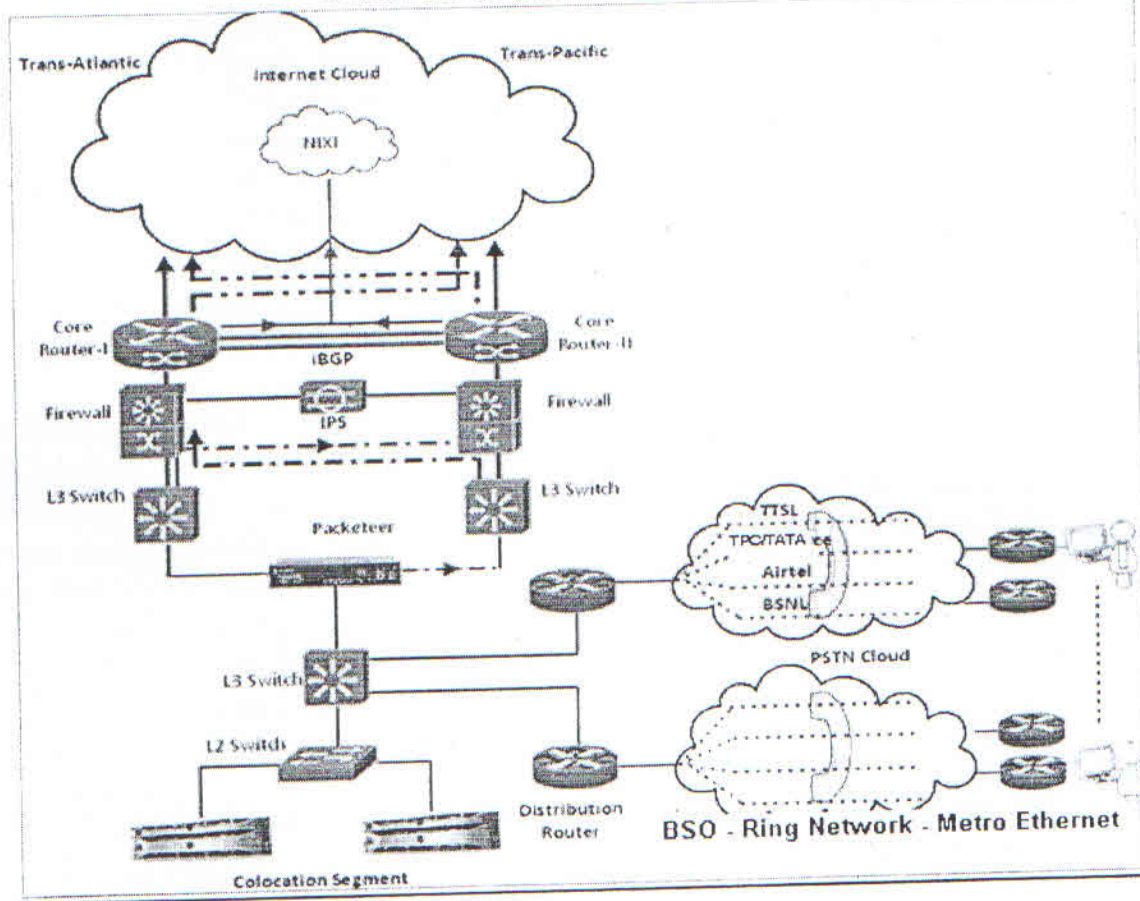 Trans-Atlantic
Trans-Pacific
Internet Cloud
NIXI
Core
Router-I
Core
Router-II
iBGP
Firewall
Firewall
IPS
L3 Switch
L3 Switch
Packeteer
TTSL
TPC/TATA ce
Airtel
BSNL
PSTN Cloud
L3 Switch
L2 Switch
Distribution
Router
BSO - Ring Network - Metro Ethernet
Colocation Segment